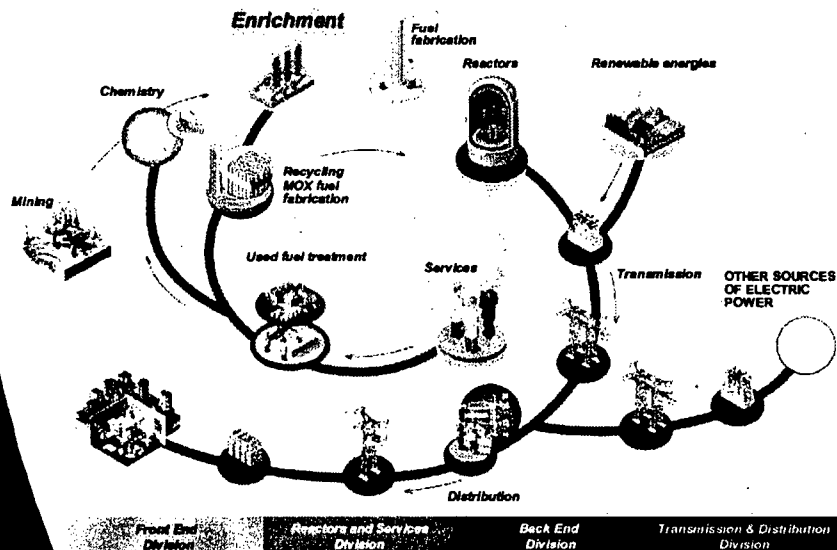 Enrichment
Fuel
fabrication
Reactors
Renewable energies
Chemistry
Recycling
MOX fuel
fabrication
Mining
Used fuel treatment
Services
Transmission
OTHER SOURCES
OF ELECTRIC
POWER
Distribution
Front End
Division
Reactors and Services
Division
Back End
Division
Transmission & Distribution
Division